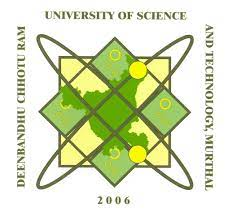 DEENBANDHU CHHOTU RAM
UNIVERSITY OF SCIENCE
AND TECHNOLOGY, MURTHAL
2006